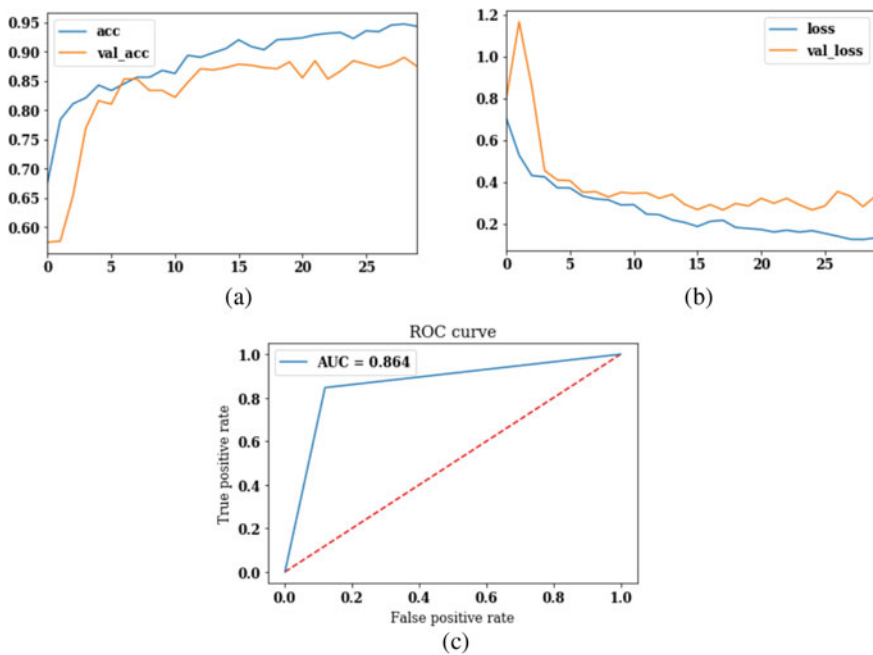 0.95
0.90
0.85
0.80
0.75
0.70
0.65
0.60
acc
val_acc
0 5 10 15 20 25
(a)
1.2
1.0
0.8
0.6
0.4
0.2
loss
val_loss
0 5 10 15 20 25
(b)
ROC curve
1.0
0.8
0.6
0.4
0.2
0.0
True positive rate
AUC = 0.864
0.0 0.2 0.4 0.6 0.8 1.0
False positive rate
(c)